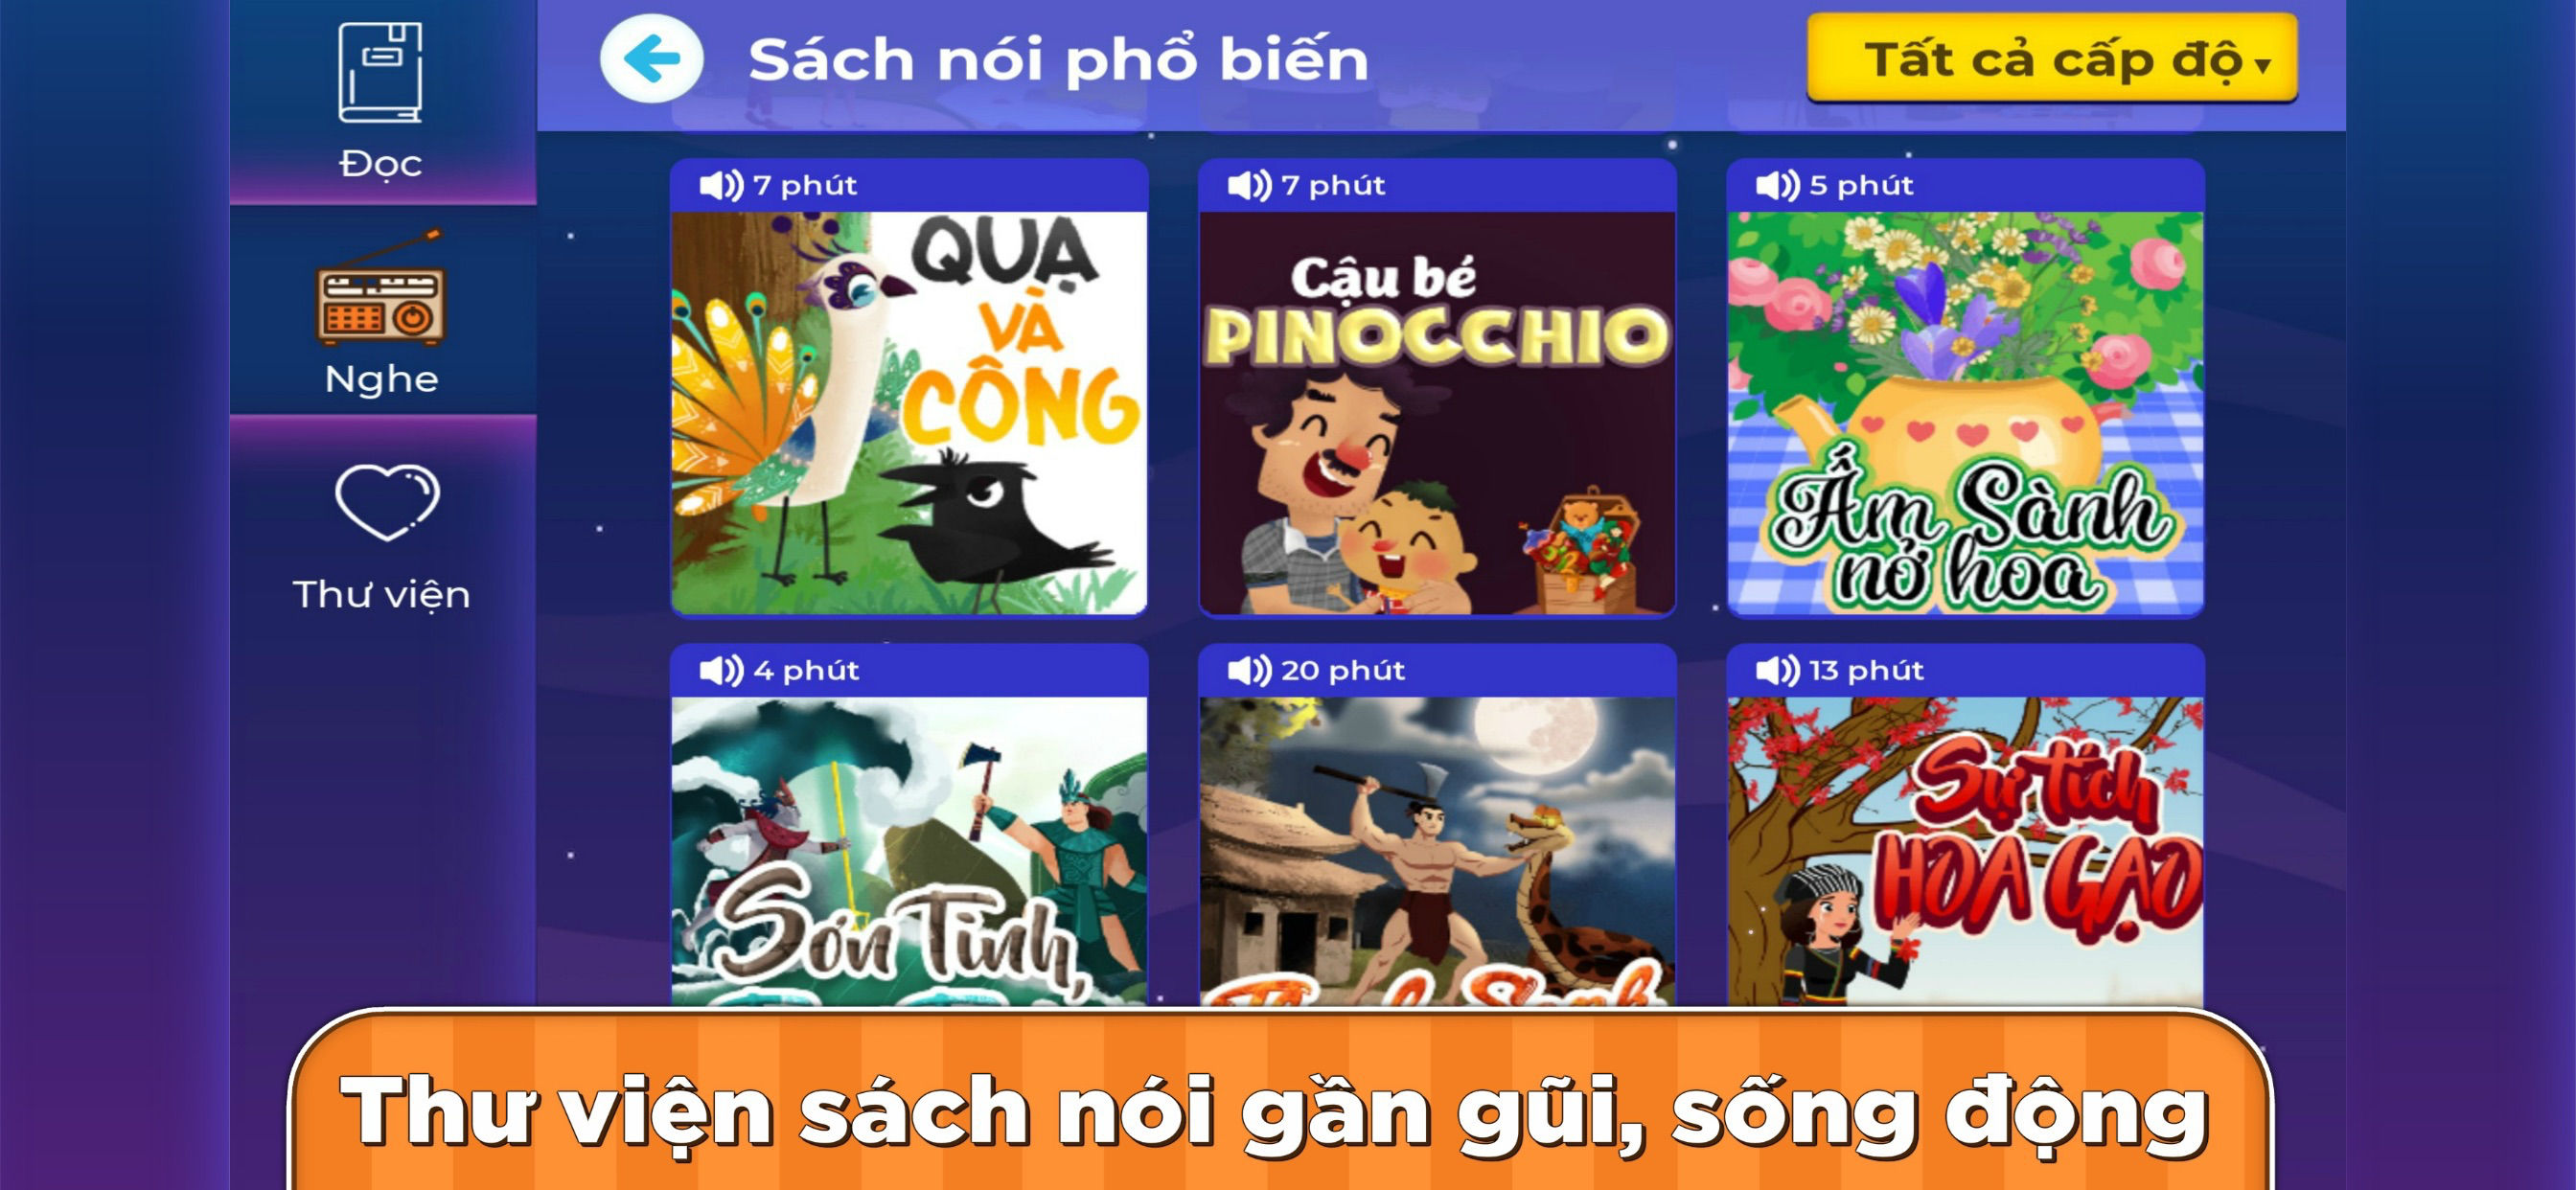 Đọc
Nghe
Thư viện
Sách nói phổ biến
Tất cả cấp độ
7 phút
QUẠ
VÀ
CÔNG
7 phút
Cậu bé
PINOCCHIO
5 phút
Ấm Sành
nở hoa
4 phút
Sơn Tinh,
20 phút
13 phút
Sự tích
HOA GẠO
Thư viện sách nói gần gũi, sống động